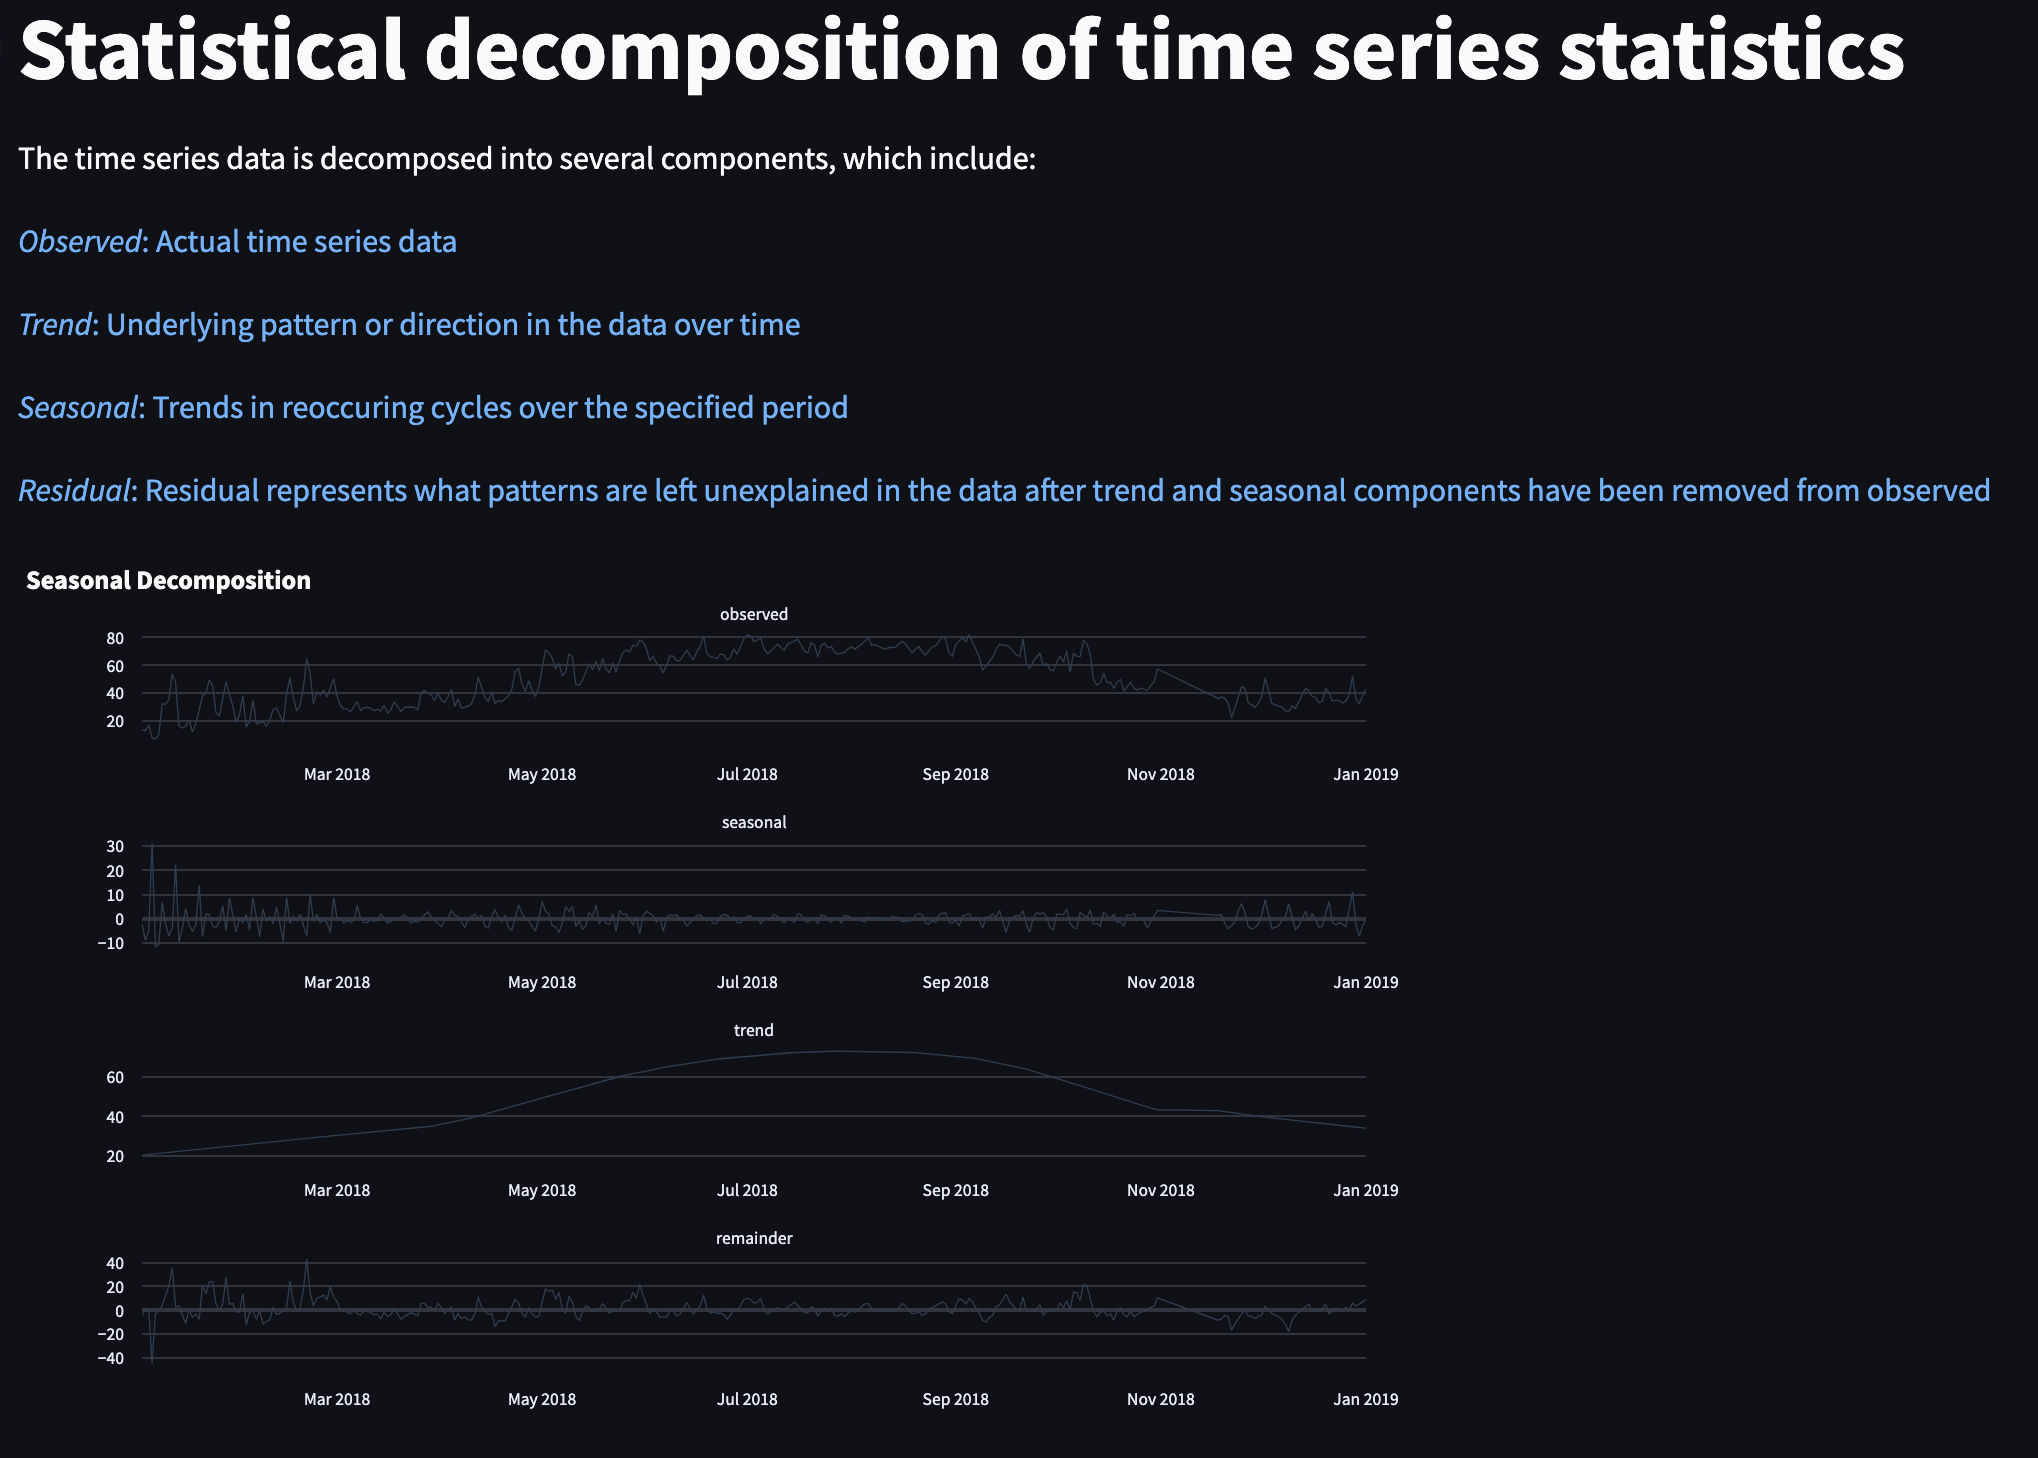 Statistical decomposition of time series statistics
The time series data is decomposed into several components, which include:
Observed: Actual time series data
Trend: Underlying pattern or direction in the data over time
Seasonal: Trends in reoccuring cycles over the specified period
Residual: Residual represents what patterns are left unexplained in the data after trend and seasonal components have been removed from observed
Seasonal Decomposition
observed
80
60
40
20
Mar 2018 May 2018 Jul 2018 Sep 2018 Nov 2018 Jan 2019
seasonal
30
20
10
0
−10
Mar 2018 May 2018 Jul 2018 Sep 2018 Nov 2018 Jan 2019
trend
60
40
20
Mar 2018 May 2018 Jul 2018 Sep 2018 Nov 2018 Jan 2019
remainder
40
20
0
−20
−40
Mar 2018 May 2018 Jul 2018 Sep 2018 Nov 2018 Jan 2019